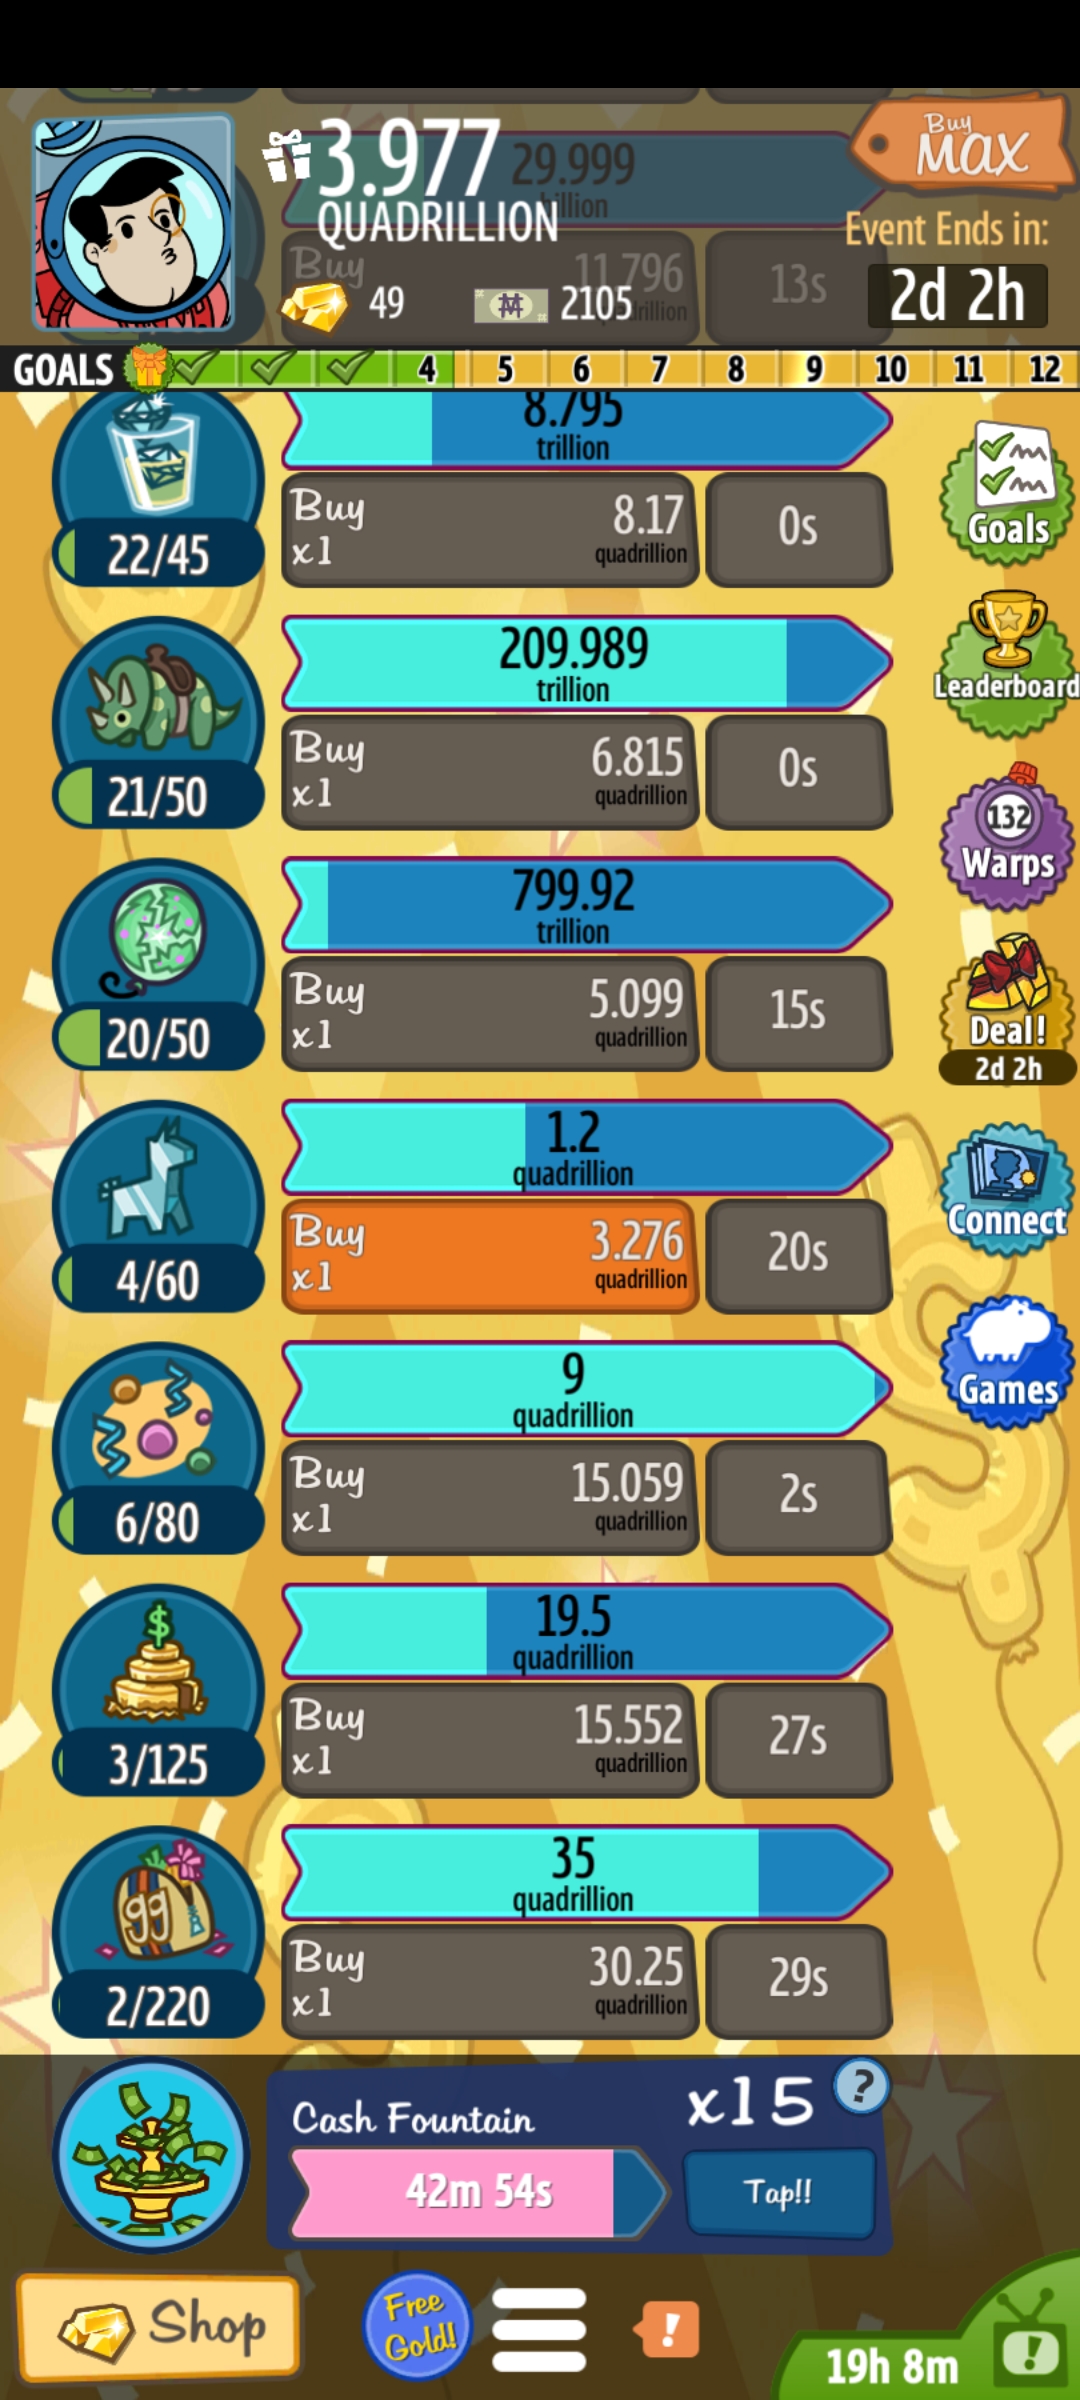 3.977
QUADRILLION
29.999
Buy
MAX
Event Ends in:
2d 2h
Buy
11.796
13s
49
2105
GOALS
4 5 6 7 8 9 10 11 12
8.795
trillion
22/45
Buy
x1
8.17
quadrillion
0s
Goals
21/50
209.989
trillion
Buy
x1
6.815
quadrillion
0s
Leaderboard
20/50
799.92
trillion
Buy
x1
5.099
quadrillion
15s
132
Warps
Deal!
2d 2h
4/60
1.2
quadrillion
Buy
x1
3.276
quadrillion
20s
Connect
6/80
9
quadrillion
Buy
x1
15.059
quadrillion
2s
Games
$
3/125
19.5
quadrillion
Buy
x1
15.552
quadrillion
27s
99
2/220
35
quadrillion
Buy
x1
30.25
quadrillion
29s
Cash Fountain
x15
?
42m 54s
Tap!!
Shop
Free
Gold!
!
19h 8m
!